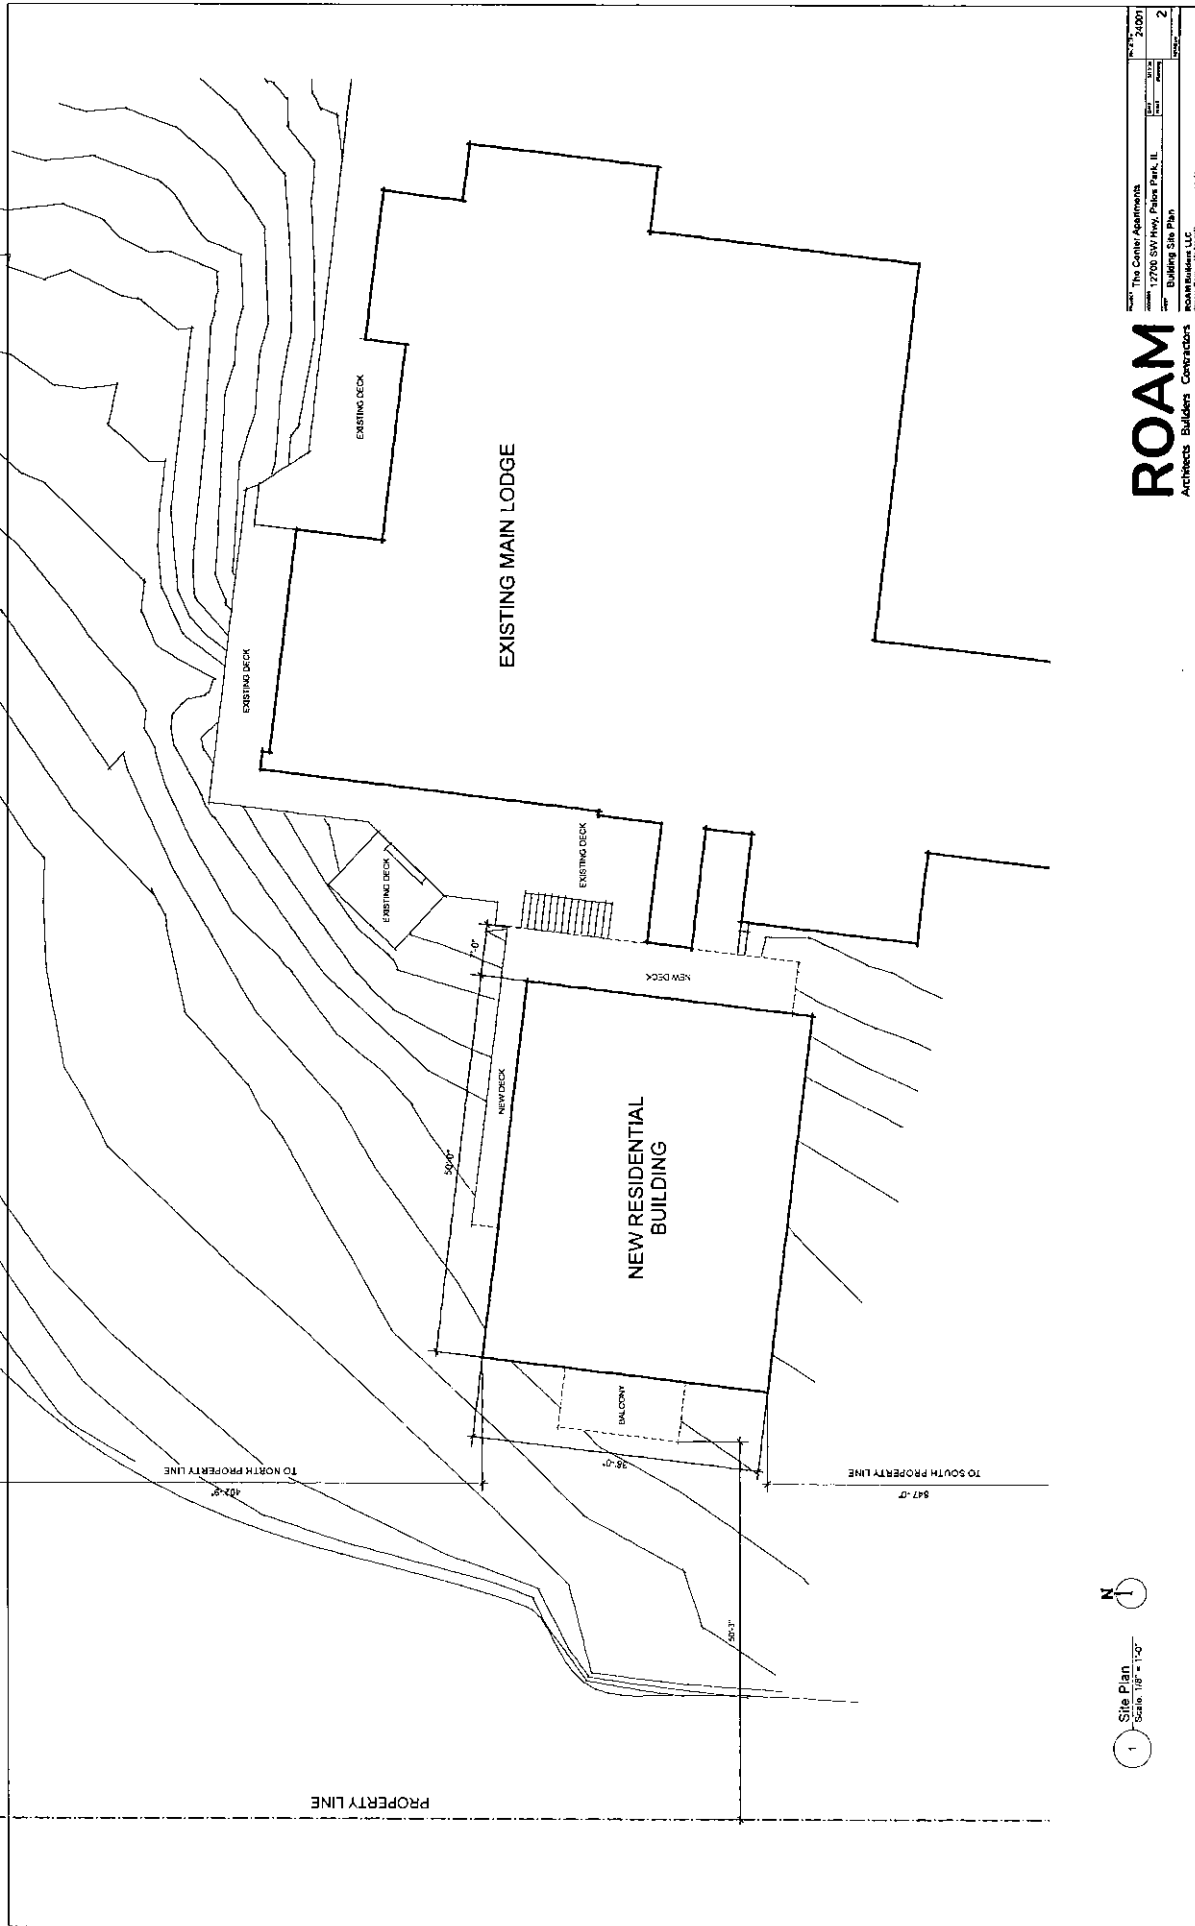 PROPERTY LINE
402'-9"
TO NORTH PROPERTY LINE
847'-0"
TO SOUTH PROPERTY LINE
50'-1"
38'-0"
BALCONY
50'-0"
NEW DECK
7'-0"
NEW RESIDENTIAL
BUILDING
NEW DECK
EXISTING DECK
EXISTING DECK
EXISTING DECK
EXISTING DECK
EXISTING MAIN LODGE
1
Site Plan
Scale: 1/8" = 1'-0"
N
ROAM
Architects Builders Contractors
The Center Apartments
24001
12700 SW Hwy, Palos Park, IL
Building Site Plan
2
ROAM Builders LLC